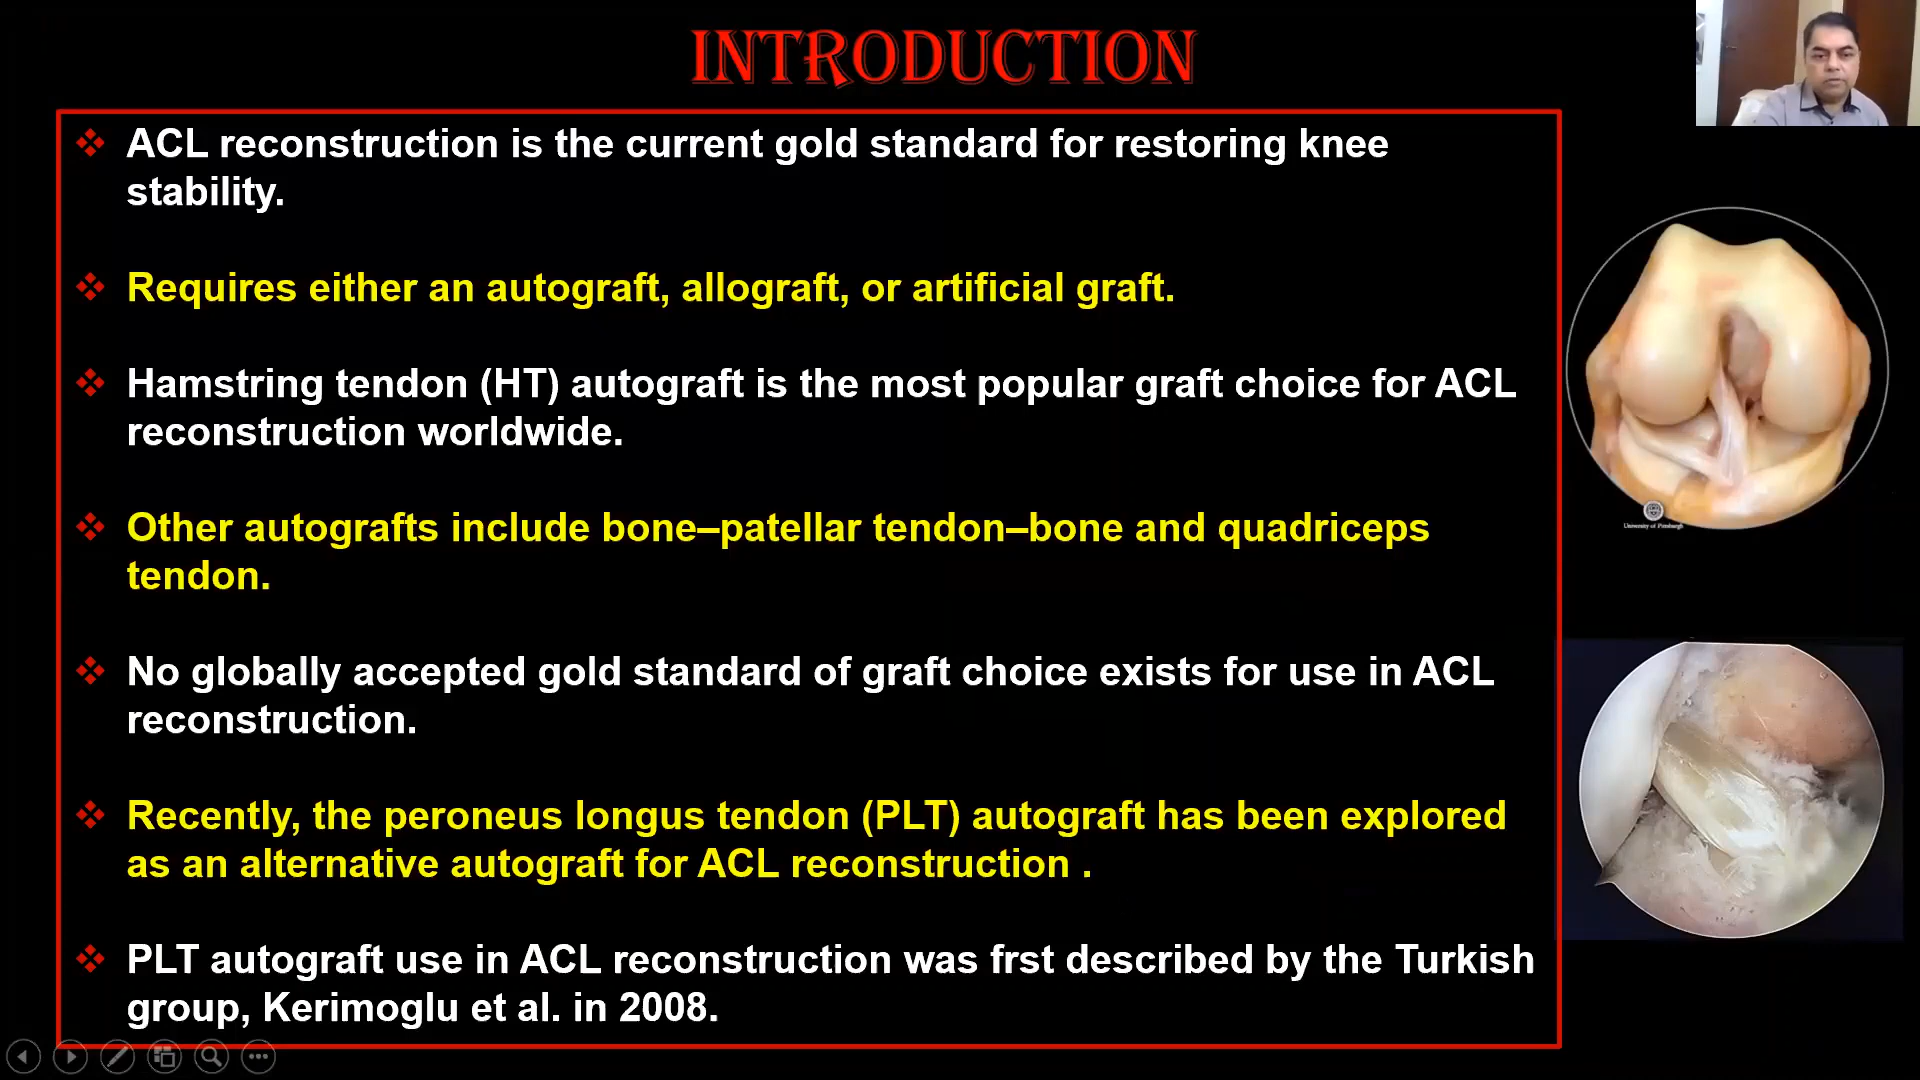 INTRODUCTION
ACL reconstruction is the current gold standard for restoring knee
stability.
Requires either an autograft, allograft, or artificial graft.
Hamstring tendon (HT) autograft is the most popular graft choice for ACL
reconstruction worldwide.
Other autografts include bone–patellar tendon–bone and quadriceps
tendon.
No globally accepted gold standard of graft choice exists for use in ACL
reconstruction.
Recently, the peroneus longus tendon (PLT) autograft has been explored
as an alternative autograft for ACL reconstruction .
PLT autograft use in ACL reconstruction was frst described by the Turkish
group, Kerimoglu et al. in 2008.
University of Pittsburgh